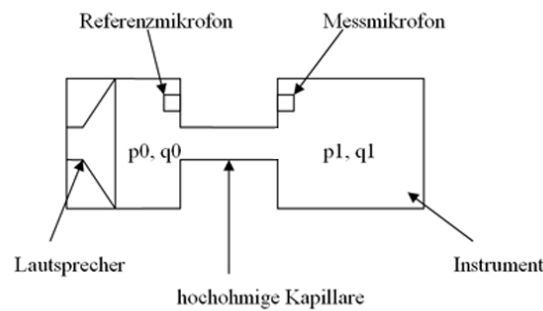 Referenzmikrofon
Messmikrofon
p0, q0
p1, q1
Lautsprecher
Instrument
hochohmige Kapillare